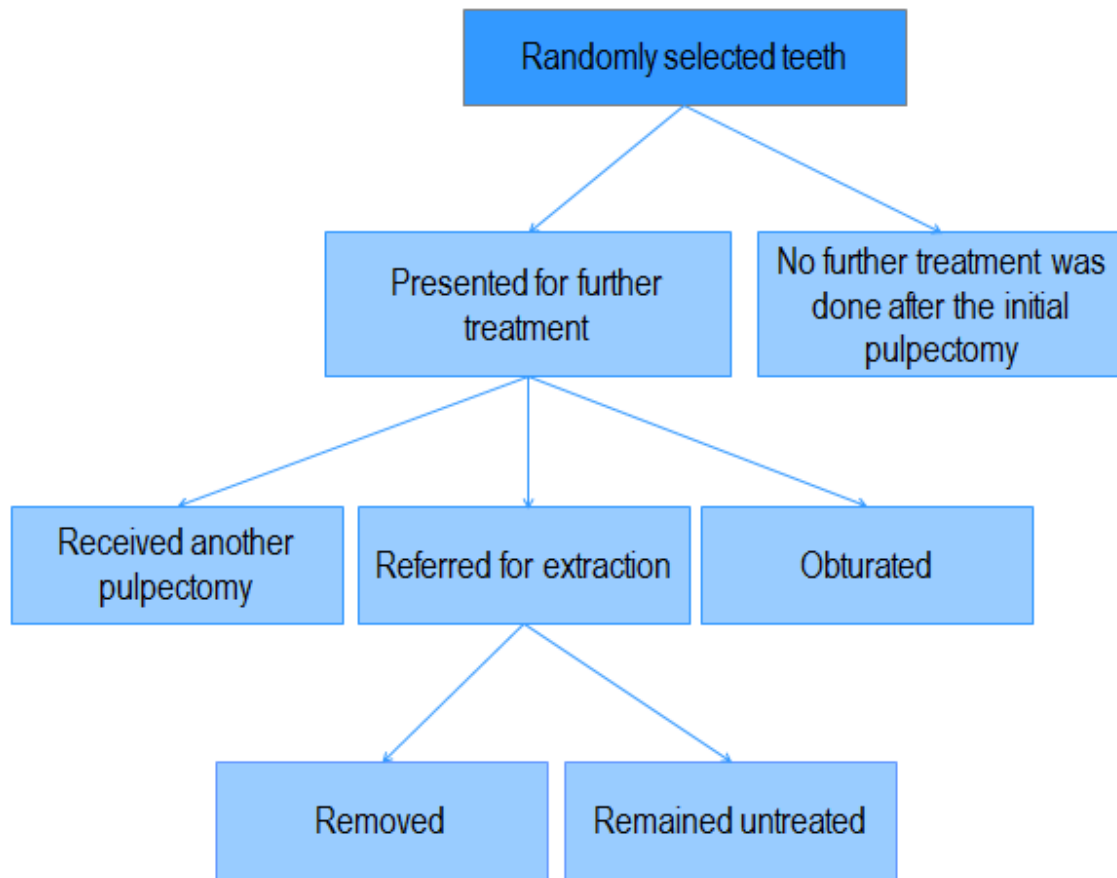 Randomly selected teeth
Presented for further
treatment
No further treatment was
done after the initial
pulpectomy
Received another
pulpectomy
Referred for extraction
Obturated
Removed
Remained untreated